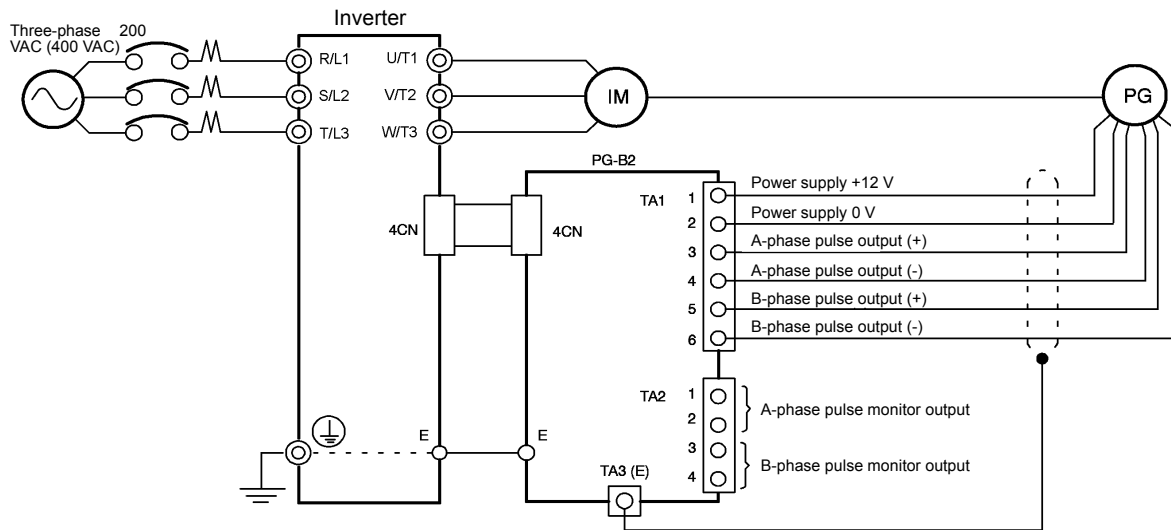 Inverter
Three-phase 200
VAC (400 VAC)
R/L1 U/T1
S/L2 V/T2
T/L3 W/T3
IM
PG
PG-B2
4CN
4CN
TA1
1 Power supply +12 V
2 Power supply 0 V
3 A-phase pulse output (+)
4 A-phase pulse output (-)
5 B-phase pulse output (+)
6 B-phase pulse output (-)
TA2
1
2
A-phase pulse monitor output
3
4
B-phase pulse monitor output
E
E
TA3 (E)